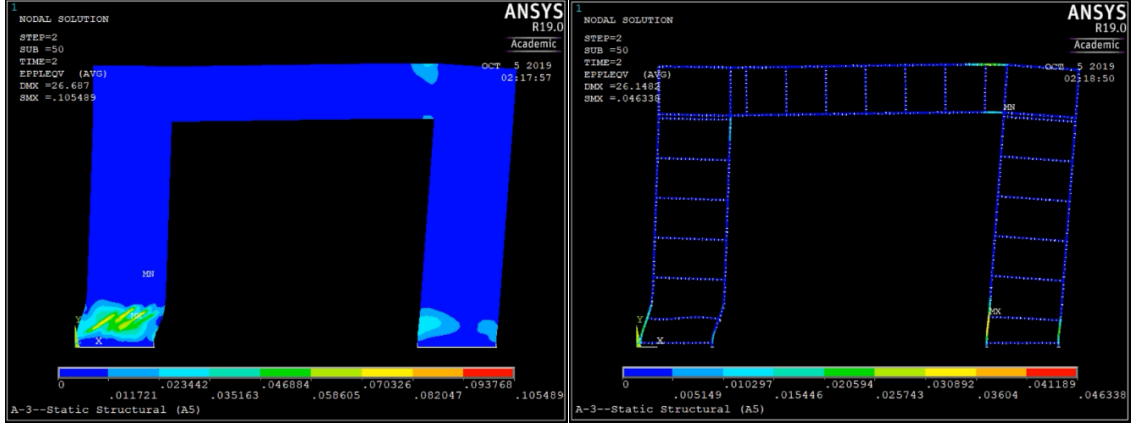 1
NODAL SOLUTION
STEP=2
SUB =50
TIME=2
EPPLEQV (AVG)
DMX =26.687
SMX =.105489
ANSYS
R19.0
Academic
OCT 5 2019
02:17:57
MN
MX
Y
X
0 .023442 .046884 .070326 .093768
.011721 .035163 .058605 .082047 .105489
A-3--Static Structural (A5)
1
NODAL SOLUTION
STEP=2
SUB =50
TIME=2
EPPLEQV (AVG)
DMX =26.1482
SMX =.046338
ANSYS
R19.0
Academic
OCT 5 2019
02:18:50
MN
MX
Y
X
0 .010297 .020594 .030892 .041189
.005149 .015446 .025743 .03604 .046338
A-3--Static Structural (A5)